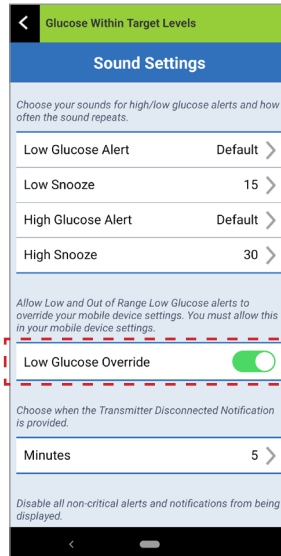 Glucose Within Target Levels
Sound Settings
Choose your sounds for high/low glucose alerts and how
often the sound repeats.
Low Glucose Alert Default
Low Snooze 15
High Glucose Alert Default
High Snooze 30
Allow Low and Out of Range Low Glucose alerts to
override your mobile device settings. You must allow this
in your mobile device settings.
Low Glucose Override
Choose when the Transmitter Disconnected Notification
is provided.
Minutes 5
Disable all non-critical alerts and notifications from being
displayed.